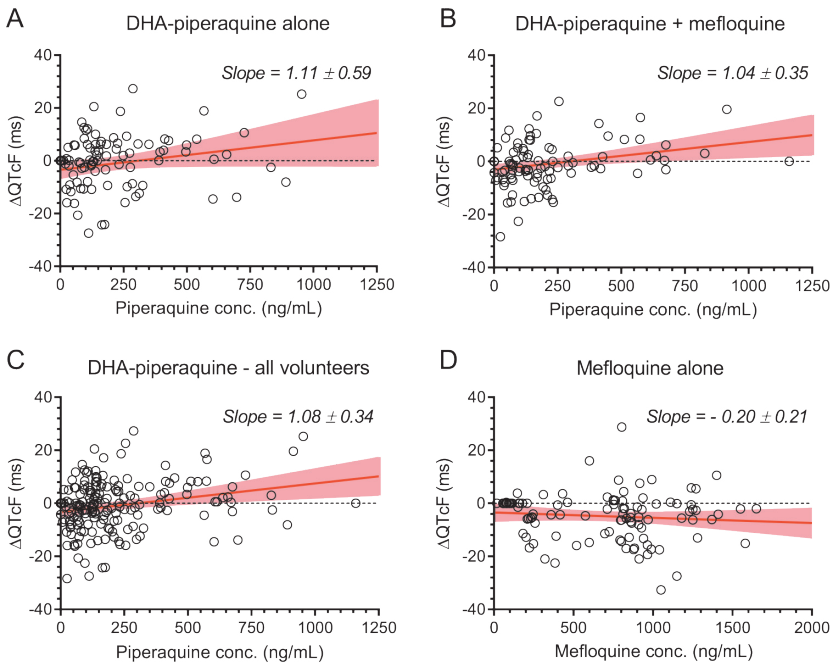 A
DHA-piperaquine alone
Slope = 1.11 ± 0.59
40
20
0
-20
-40
ΔQTcF (ms)
0 250 500 750 1000 1250
Piperaquine conc. (ng/mL)
B
DHA-piperaquine + mefloquine
Slope = 1.04 ± 0.35
40
20
0
-20
-40
ΔQTcF (ms)
0 250 500 750 1000 1250
Piperaquine conc. (ng/mL)
C
DHA-piperaquine - all volunteers
Slope = 1.08 ± 0.34
40
20
0
-20
-40
ΔQTcF (ms)
0 250 500 750 1000 1250
Piperaquine conc. (ng/mL)
D
Mefloquine alone
Slope = - 0.20 ± 0.21
40
20
0
-20
-40
ΔQTcF (ms)
0 500 1000 1500 2000
Mefloquine conc. (ng/mL)